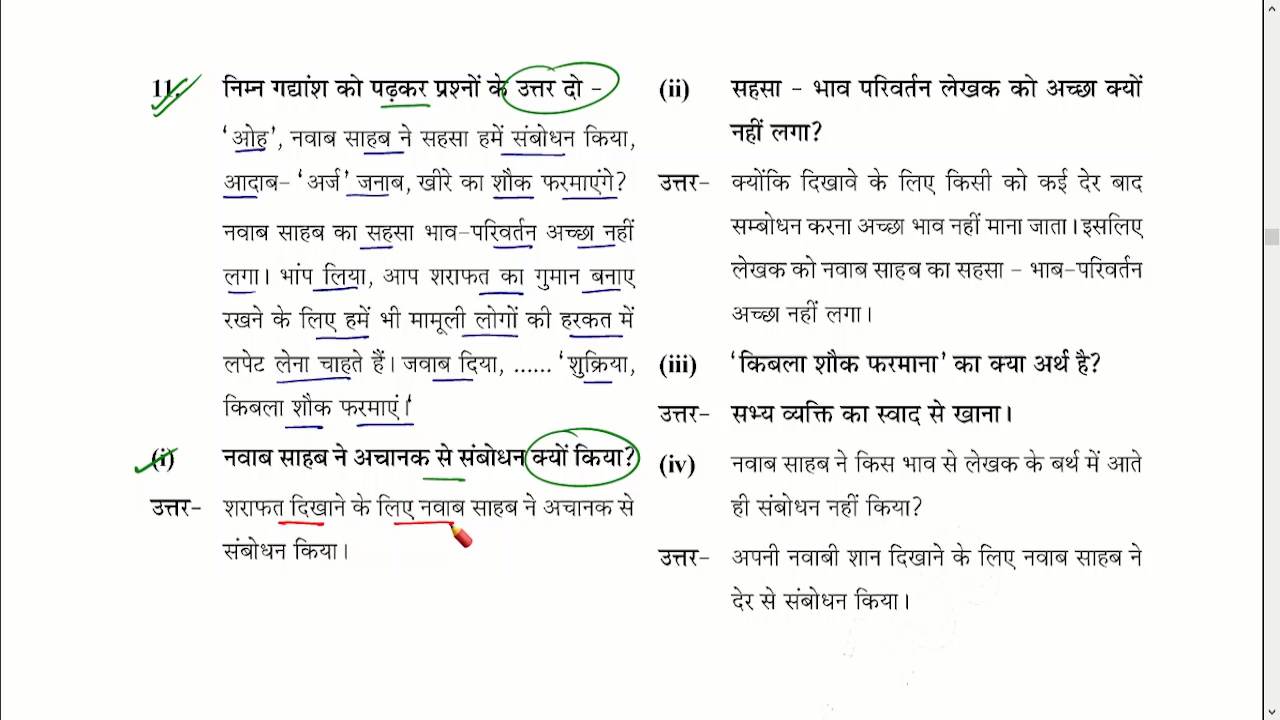 11. निम्न गद्यांश को पढ़कर प्रश्नों के उत्तर दो -
'ओह', नवाब साहब ने सहसा हमें संबोधन किया,
आदाब- 'अर्ज' जनाब, खीरे का शौक फरमाएंगे?
नवाब साहब का सहसा भाव-परिवर्तन अच्छा नहीं
लगा। भांप लिया, आप शराफत का गुमान बनाए
रखने के लिए हमें भी मामूली लोगों की हरकत में
लपेट लेना चाहते हैं। जवाब दिया, ...... 'शुक्रिया,
किबला शौक फरमाएं।'
(i) नवाब साहब ने अचानक से संबोधन क्यों किया?
उत्तर- शराफत दिखाने के लिए नवाब साहब ने अचानक से
संबोधन किया।
(ii) सहसा - भाव परिवर्तन लेखक को अच्छा क्यों
नहीं लगा?
उत्तर- क्योंकि दिखावे के लिए किसी को कई देर बाद
सम्बोधन करना अच्छा भाव नहीं माना जाता। इसलिए
लेखक को नवाब साहब का सहसा - भाब-परिवर्तन
अच्छा नहीं लगा।
(iii) 'किबला शौक फरमाना' का क्या अर्थ है?
उत्तर- सभ्य व्यक्ति का स्वाद से खाना।
(iv) नवाब साहब ने किस भाव से लेखक के बर्थ में आते
ही संबोधन नहीं किया?
उत्तर- अपनी नवाबी शान दिखाने के लिए नवाब साहब ने
देर से संबोधन किया।